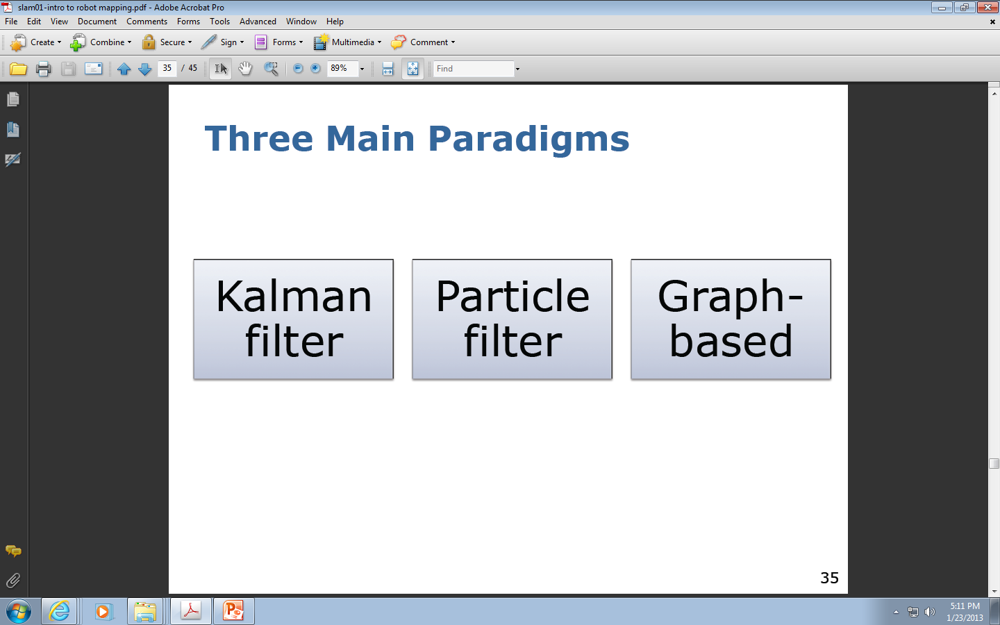 slam01-intro to robot mapping.pdf - Adobe Acrobat Pro
File Edit View Document Comments Forms Tools Advanced Window Help
Create Combine Secure Sign Forms Multimedia Comment
35 / 45 89% Find
Three Main Paradigms
Kalman
filter
Particle
filter
Graph-
based
35
5:11 PM
1/23/2013